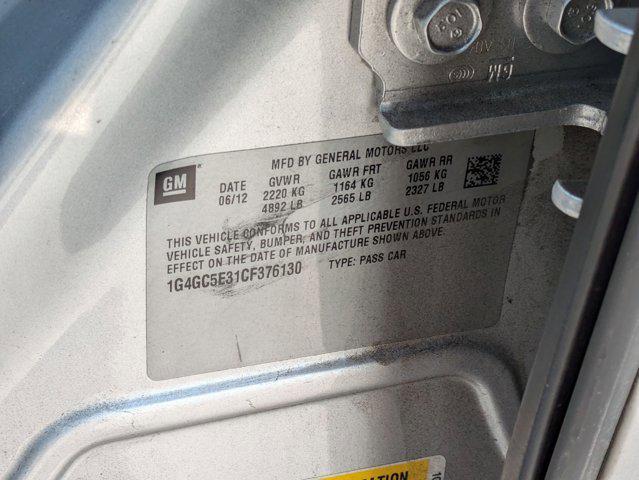 GM
MFD BY GENERAL MOTORS LLC
DATE GVWR GAWR FRT GAWR RR
06/12 2220 KG 1164 KG 1056 KG
4892 LB 2565 LB 2327 LB
THIS VEHICLE CONFORMS TO ALL APPLICABLE U.S. FEDERAL MOTOR
VEHICLE SAFETY, BUMPER, AND THEFT PREVENTION STANDARDS IN
EFFECT ON THE DATE OF MANUFACTURE SHOWN ABOVE.
1G4GC5E31CF376130 TYPE: PASS CAR
GM